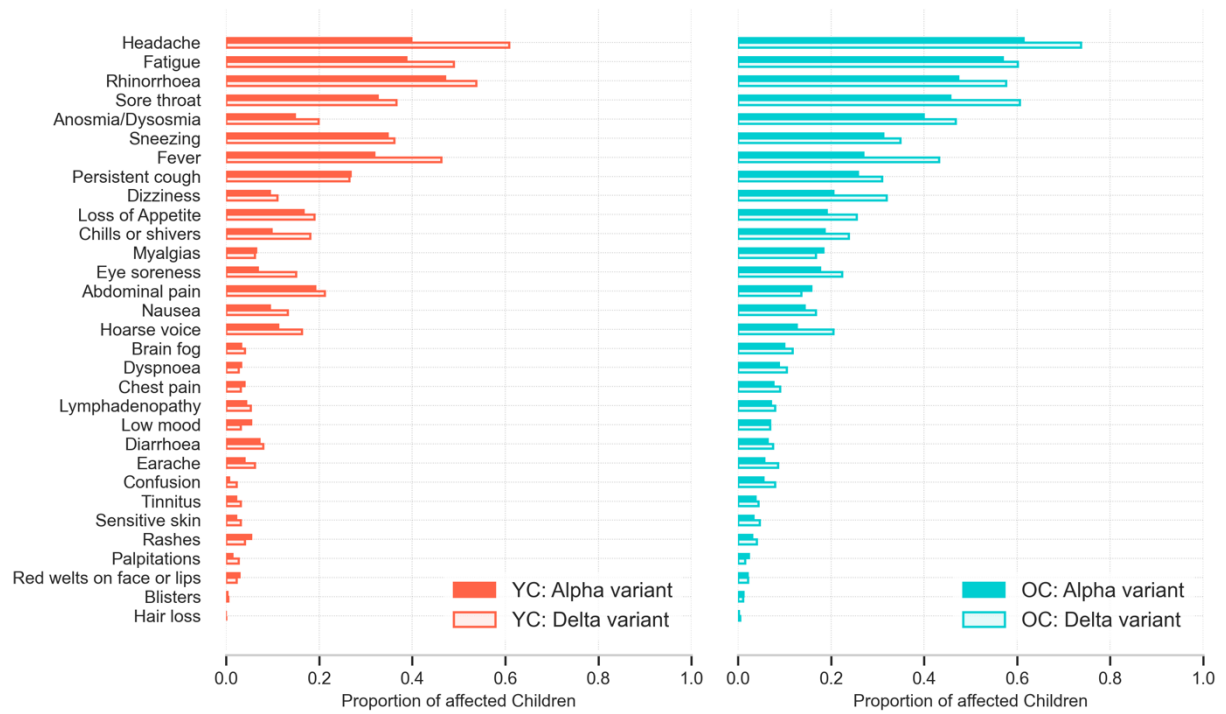 Headache
Fatigue
Rhinorrhoea
Sore throat
Anosmia/Dysosmia
Sneezing
Fever
Persistent cough
Dizziness
Loss of Appetite
Chills or shivers
Myalgias
Eye soreness
Abdominal pain
Nausea
Hoarse voice
Brain fog
Dyspnoea
Chest pain
Lymphadenopathy
Low mood
Diarrhoea
Earache
Confusion
Tinnitus
Sensitive skin
Rashes
Palpitations
Red welts on face or lips
Blisters
Hair loss
YC: Alpha variant
YC: Delta variant
0.0 0.2 0.4 0.6 0.8 1.0
Proportion of affected Children
OC: Alpha variant
OC: Delta variant
0.0 0.2 0.4 0.6 0.8 1.0
Proportion of affected Children